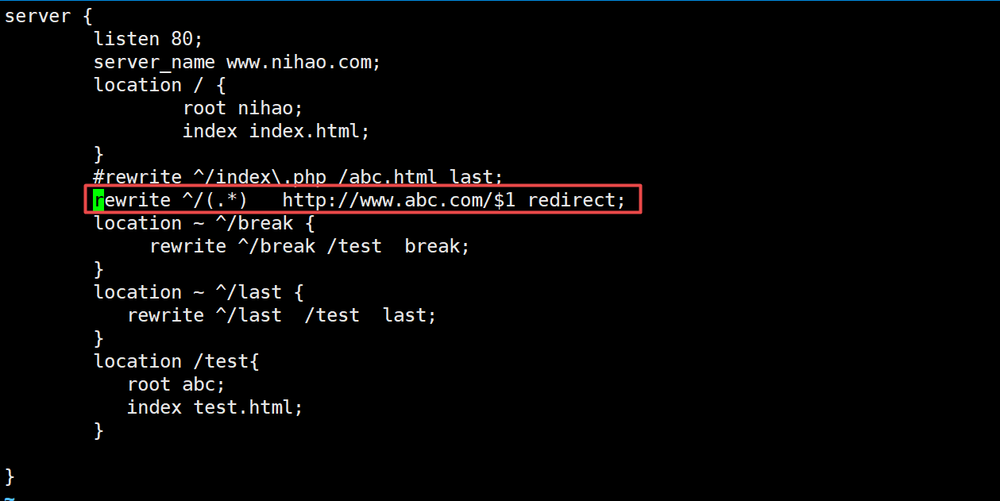 server {
        listen 80;
        server_name www.nihao.com;
        location / {
                root nihao;
                index index.html;
        }
        #rewrite ^/index\.php /abc.html last;
        rewrite ^/(.*)   http://www.abc.com/$1 redirect;
        location ~ ^/break {
             rewrite ^/break /test  break;
        }
        location ~ ^/last {
           rewrite ^/last  /test  last;
        }
        location /test{
           root abc;
           index test.html;
        }

}
~